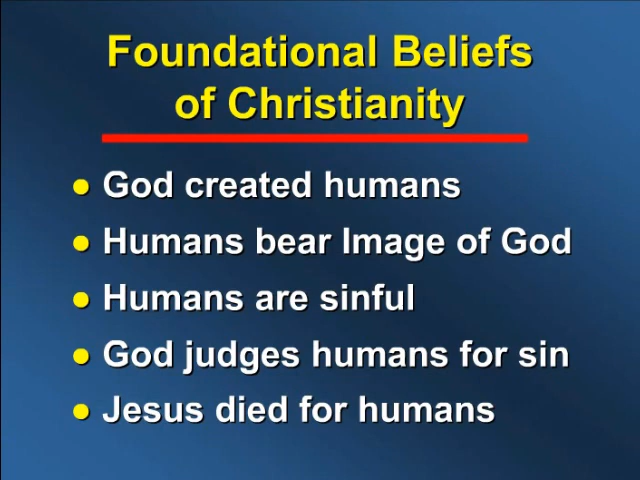 Foundational Beliefs
of Christianity
• God created humans
• Humans bear Image of God
• Humans are sinful
• God judges humans for sin
• Jesus died for humans